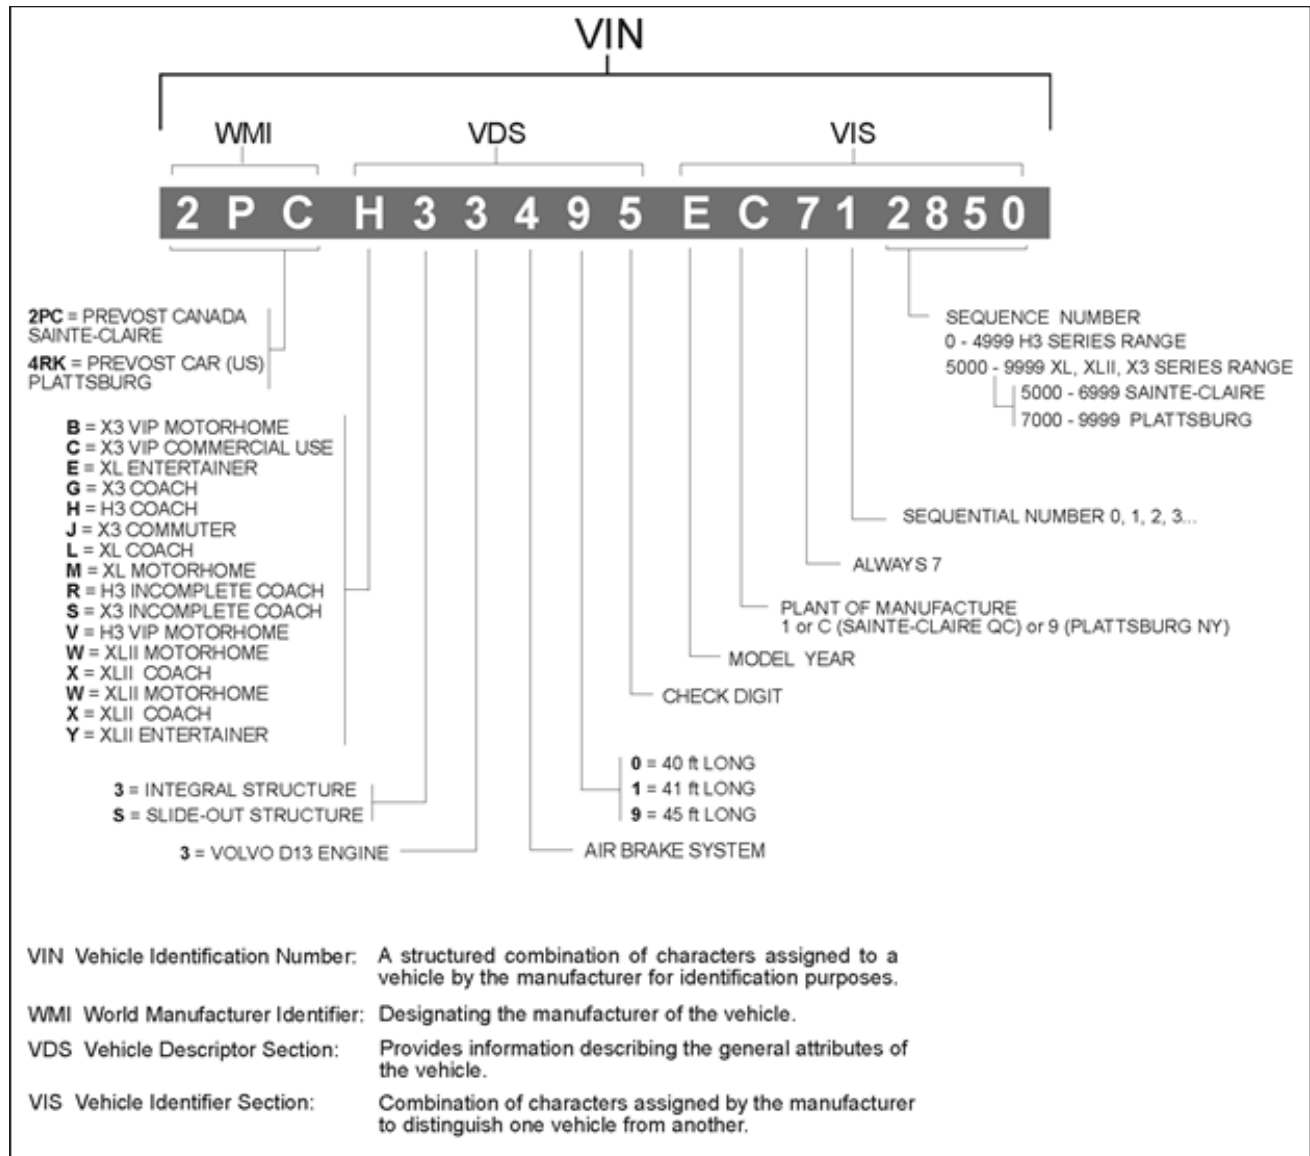 VIN
WMI VDS VIS
2 P C H 3 3 4 9 5 E C 7 1 2 8 5 0
2PC = PREVOST CANADA
SAINTE-CLAIRE
4RK = PREVOST CAR (US)
PLATTSBURG
SEQUENCE NUMBER
0 - 4999 H3 SERIES RANGE
5000 - 9999 XL, XLII, X3 SERIES RANGE
5000 - 6999 SAINTE-CLAIRE
7000 - 9999 PLATTSBURG
B = X3 VIP MOTORHOME
C = X3 VIP COMMERCIAL USE
E = XL ENTERTAINER
G = X3 COACH
H = H3 COACH
J = X3 COMMUTER
L = XL COACH
M = XL MOTORHOME
R = H3 INCOMPLETE COACH
S = X3 INCOMPLETE COACH
V = H3 VIP MOTORHOME
W = XLII MOTORHOME
X = XLII COACH
W = XLII MOTORHOME
X = XLII COACH
Y = XLII ENTERTAINER
SEQUENTIAL NUMBER 0, 1, 2, 3...
ALWAYS 7
PLANT OF MANUFACTURE
1 or C (SAINTE-CLAIRE QC) or 9 (PLATTSBURG NY)
MODEL YEAR
CHECK DIGIT
0 = 40 ft LONG
1 = 41 ft LONG
9 = 45 ft LONG
3 = INTEGRAL STRUCTURE
S = SLIDE-OUT STRUCTURE
3 = VOLVO D13 ENGINE
AIR BRAKE SYSTEM
VIN Vehicle Identification Number: A structured combination of characters assigned to a
vehicle by the manufacturer for identification purposes.
WMI World Manufacturer Identifier: Designating the manufacturer of the vehicle.
VDS Vehicle Descriptor Section: Provides information describing the general attributes of
the vehicle.
VIS Vehicle Identifier Section: Combination of characters assigned by the manufacturer
to distinguish one vehicle from another.